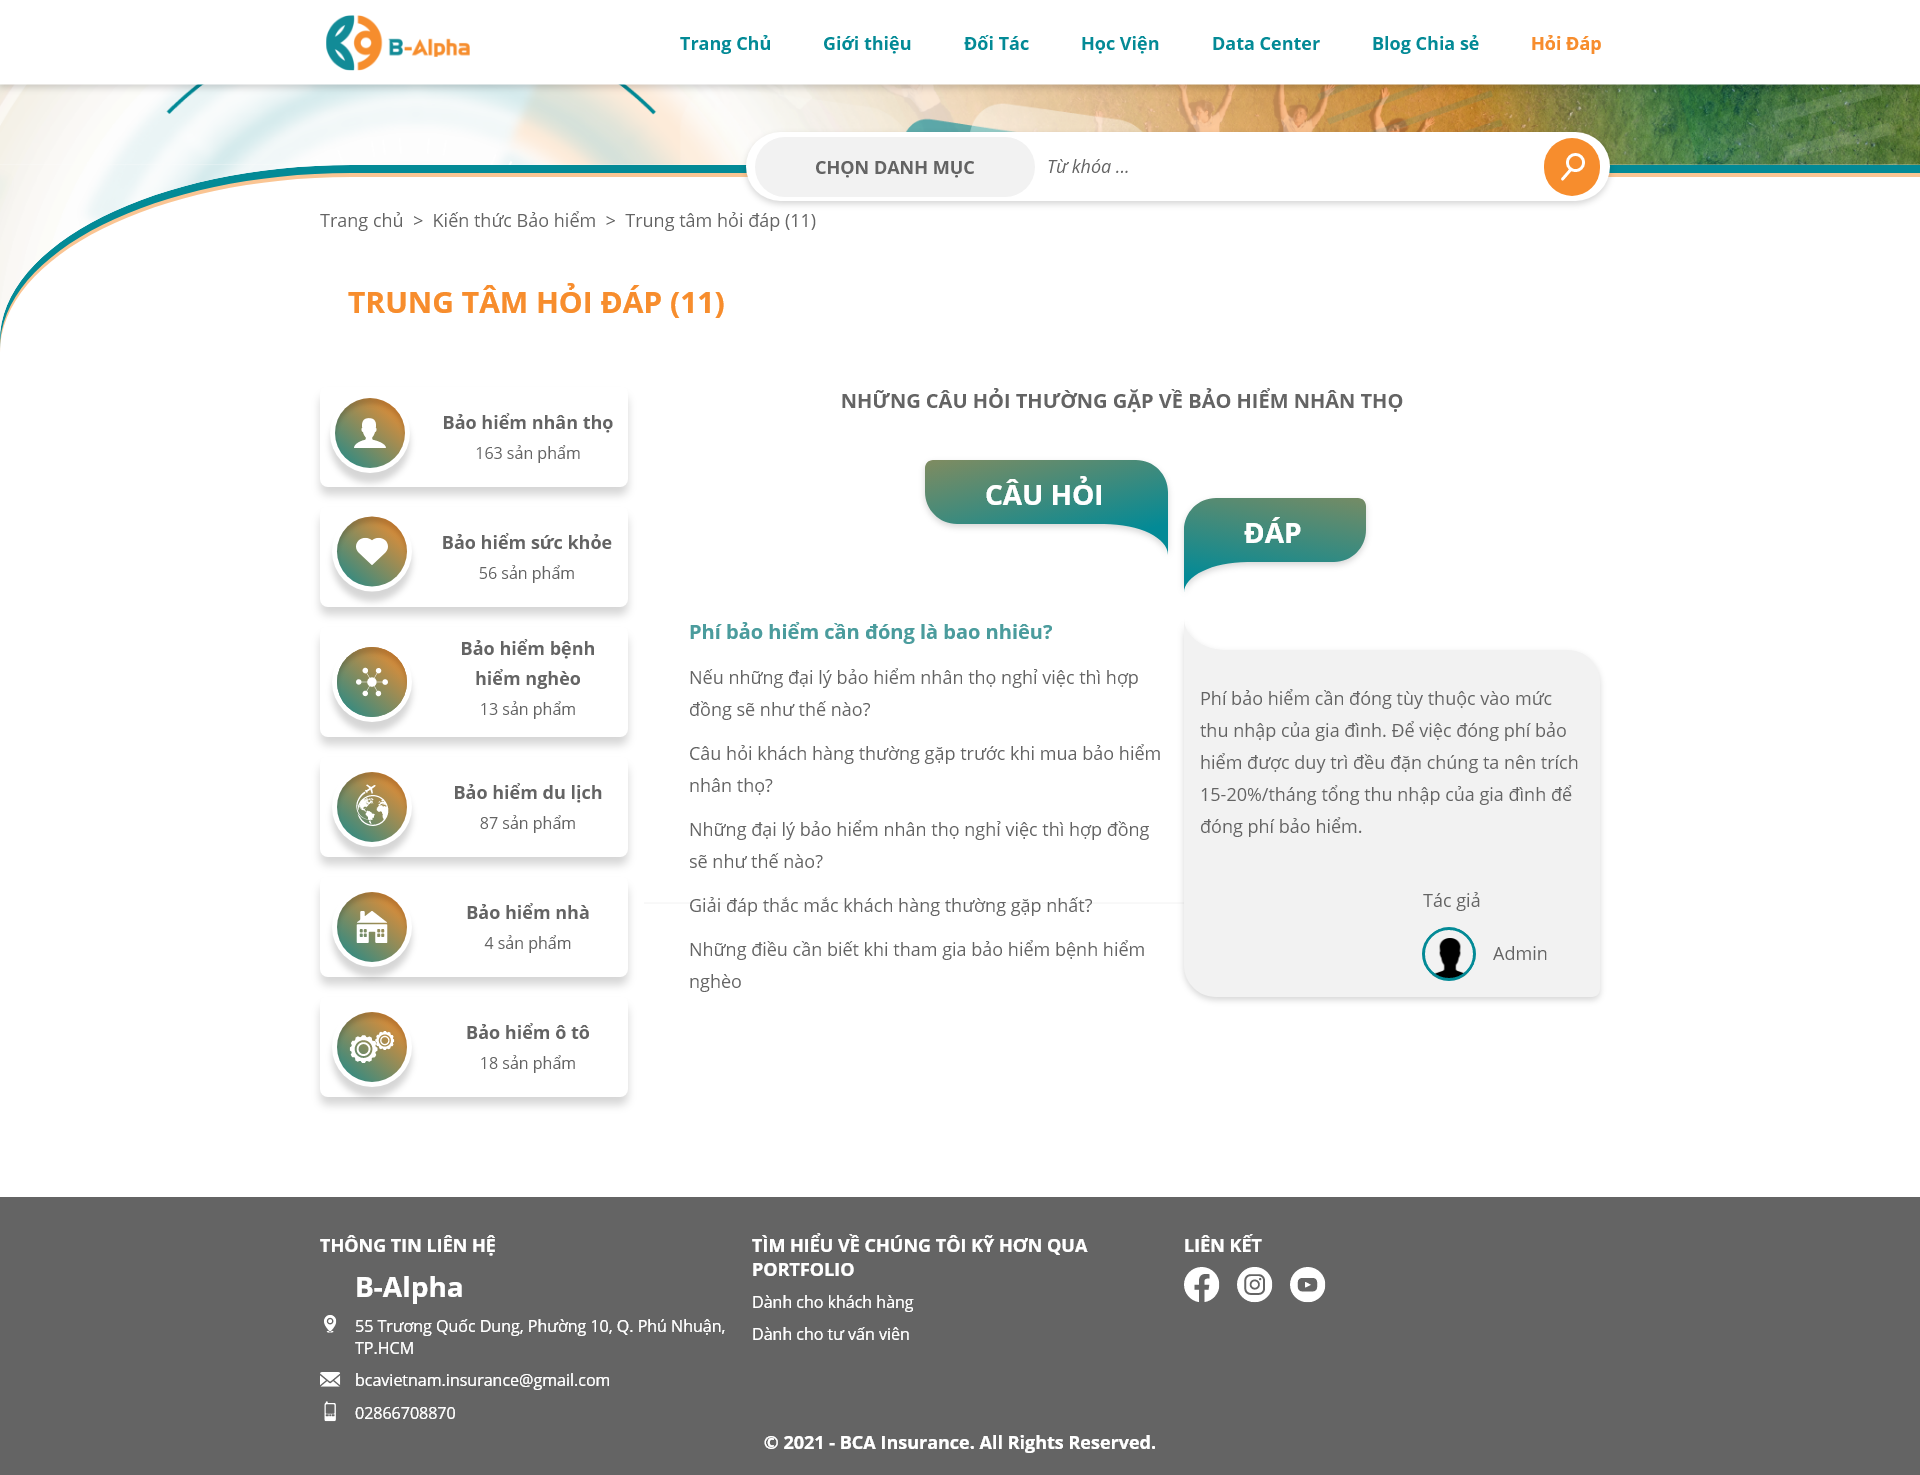 B-Alpha
Trang Chủ
Giới thiệu
Đối Tác
Học Viện
Data Center
Blog Chia sẻ
Hỏi Đáp
CHỌN DANH MỤC
Từ khóa ...
Trang chủ > Kiến thức Bảo hiểm > Trung tâm hỏi đáp (11)
TRUNG TÂM HỎI ĐÁP (11)
Bảo hiểm nhân thọ
163 sản phẩm
Bảo hiểm sức khỏe
56 sản phẩm
Bảo hiểm bệnh
hiểm nghèo
13 sản phẩm
Bảo hiểm du lịch
87 sản phẩm
Bảo hiểm nhà
4 sản phẩm
Bảo hiểm ô tô
18 sản phẩm
NHỮNG CÂU HỎI THƯỜNG GẶP VỀ BẢO HIỂM NHÂN THỌ
CÂU HỎI
ĐÁP
Phí bảo hiểm cần đóng là bao nhiêu?
Nếu những đại lý bảo hiểm nhân thọ nghỉ việc thì hợp
đồng sẽ như thế nào?
Câu hỏi khách hàng thường gặp trước khi mua bảo hiểm
nhân thọ?
Những đại lý bảo hiểm nhân thọ nghỉ việc thì hợp đồng
sẽ như thế nào?
Giải đáp thắc mắc khách hàng thường gặp nhất?
Những điều cần biết khi tham gia bảo hiểm bệnh hiểm
nghèo
Phí bảo hiểm cần đóng tùy thuộc vào mức
thu nhập của gia đình. Để việc đóng phí bảo
hiểm được duy trì đều đặn chúng ta nên trích
15-20%/tháng tổng thu nhập của gia đình để
đóng phí bảo hiểm.
Tác giả
Admin
THÔNG TIN LIÊN HỆ
B-Alpha
55 Trương Quốc Dung, Phường 10, Q. Phú Nhuận,
TP.HCM
bcavietnam.insurance@gmail.com
02866708870
TÌM HIỂU VỀ CHÚNG TÔI KỸ HƠN QUA
PORTFOLIO
Dành cho khách hàng
Dành cho tư vấn viên
LIÊN KẾT
© 2021 - BCA Insurance. All Rights Reserved.